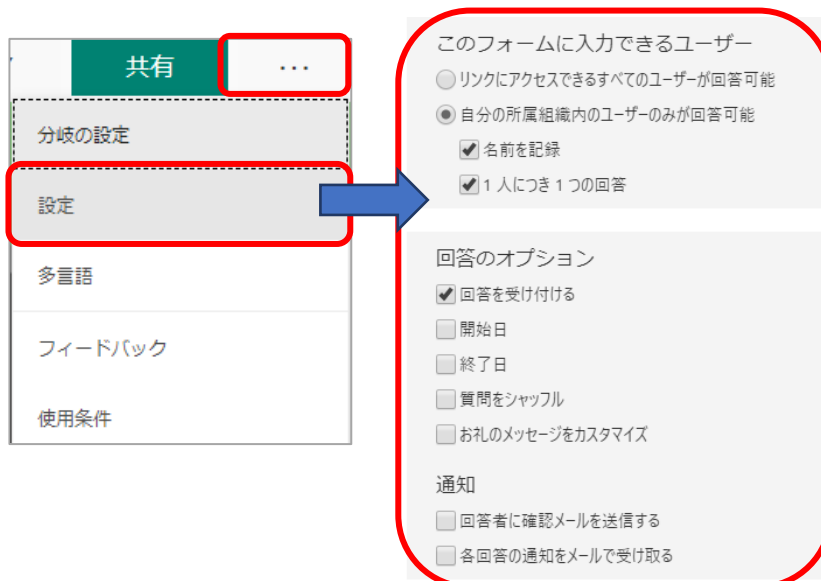 共有
...
分岐の設定
設定
多言語
フィードバック
使用条件
このフォームに入力できるユーザー
リンクにアクセスできるすべてのユーザーが回答可能
自分の所属組織内のユーザーのみが回答可能
名前を記録
1 人につき 1 つの回答
回答のオプション
回答を受け付ける
開始日
終了日
質問をシャッフル
お礼のメッセージをカスタマイズ
通知
回答者に確認メールを送信する
各回答の通知をメールで受け取る